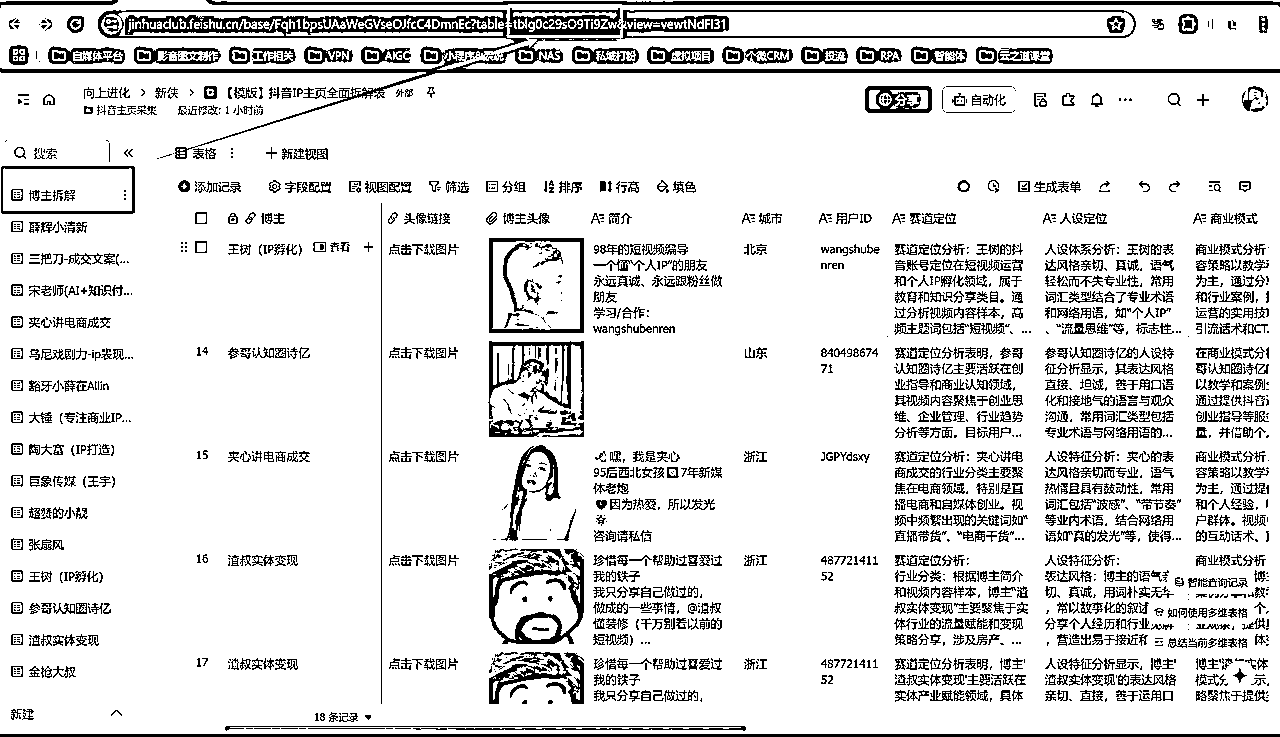 jinhuaclub.feishu.cn/base/Fqh1bpsUAaWeGVseOJfcC4DmnEc?table=tblg0c29sO9Ti9Zw&view=vewtNdFl31
自媒体平台 影音图文制作 工作相关 VPN AIGC NAS 私域打法 虚拟项目 个微CRM 投流 RPA 智能体 云之道课堂
向上进化 > 新侠 > 【模版】抖音IP主页全面拆解表 外部
抖音主页采集 最近修改: 1 小时前
分享 自动化
搜索 表格 新建视图
添加记录 字段配置 视图配置 筛选 分组 排序 行高 填色 生成表单
博主拆解
薛辉小清新
三把刀-成交文案(...
宋老师(AI+知识付...
夹心讲电商成交
乌尼戏剧力-ip表现...
豁牙小薛在Allin
大锤（专注商业IP...
陶大富（IP打造）
巨象传媒（王宇）
超赞的小靓
张扇风
王树（IP孵化）
参哥认知圈诗亿
渣叔实体变现
金枪大叔
新建
博主 头像链接 博主头像 简介 城市 用户ID 赛道定位 人设定位 商业模式
王树（IP孵化） 查看 点击下载图片
98年的短视频编导
一个懂“个人IP”的朋友
永远真诚、永远跟粉丝做
朋友
学习/合作：
wangshubenren
北京
wangshube
nren
赛道定位分析：王树的抖
音账号定位在短视频运营
和个人IP孵化领域，属于
教育和知识分享类目。通
过分析视频内容样本，高
频主题词包括“短视频”、...
人设体系分析：王树的表
达风格亲切、真诚，语气
轻松而不失专业性，常用
词汇类型结合了专业术语
和网络用语，如“个人IP”
、“流量思维”等，标志性...
商业模式分析
容策略以教学
为主，通过分
和行业案例，
运营的实用技
引流话术和CT
14 参哥认知圈诗亿 点击下载图片 山东
840498674
71
赛道定位分析表明，参哥
认知圈诗亿主要活跃在创
业指导和商业认知领域，
其视频内容聚焦于创业思
维、企业管理、行业趋势
分析等方面。目标用户...
参哥认知圈诗亿的人设特
征分析显示，其表达风格
直接、坦诚，善于用口语
化和接地气的语言与观众
沟通，常用词汇类型包括
专业术语与网络用语的...
在商业模式分
哥认知圈诗亿
以教学和案例
通过提供抖音
创业指导等服
量，并借助个
15 夹心讲电商成交 点击下载图片
嘿，我是夹心
95后西北女孩 7年新媒
体老炮
因为热爱，所以发光
咨询请私信
浙江
JGPYdsxy
赛道定位分析：夹心讲电
商成交的行业分类主要聚
焦在电商领域，特别是直
播电商和自媒体创业。视
频中频繁出现的关键词如“
直播带货”、“电商干货”...
人设特征分析：夹心的表
达风格亲切而专业，语气
热情且具有鼓动性，常用
词汇包括“波感”、“带节奏”
等业内术语，结合网络用
语如“真的发光”等，使得...
商业模式分析
容策略以教学
为主，通过提
和个人经验，
户群体。视频
的互动话术、
16 渣叔实体变现 点击下载图片
珍惜每一个帮助过喜爱过
我的铁子
我只分享自己做过的，
做成的一些事情，@渣叔
懂装修（千万别看以前的
短视频）...
浙江
487721411
52
赛道定位分析：
行业分类：根据博主简介
和视频内容样本，博主“渣
叔实体变现”主要聚焦于实
体行业的流量赋能和变现
策略分享，涉及房产、...
人设特征分析：
表达风格：博主的语气
切、真诚，用词朴实无华
，常以故事化的叙述
分享个人经历和行业见解
，营造出易于接近和
商业模式分析
智能查询记录
如何使用多维表格
总结当前多维表格
17 渣叔实体变现 点击下载图片
珍惜每一个帮助过喜爱过
我的铁子
我只分享自己做过的，
浙江
487721411
52
赛道定位分析表明，博主‘
渣叔实体变现’主要活跃在
实体产业赋能领域，具体
人设特征分析显示，博主‘
渣叔实体变现’的表达风格
亲切、直接，善于运用口
略聚焦于提供
18 条记录